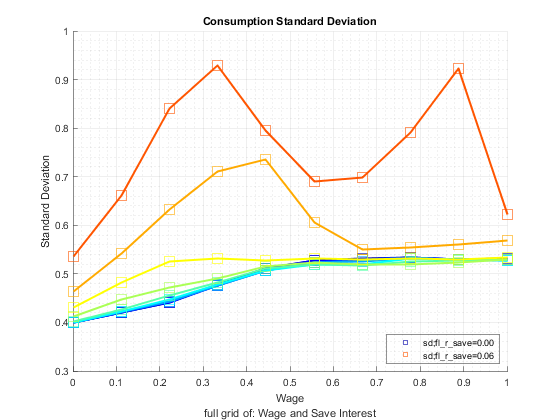 Consumption Standard Deviation
1
0.9
0.8
0.7
0.6
0.5
0.4
0.3
Standard Deviation
0 0.1 0.2 0.3 0.4 0.5 0.6 0.7 0.8 0.9 1
sd;fl_r_save=0.00
sd;fl_r_save=0.06
Wage
full grid of: Wage and Save Interest